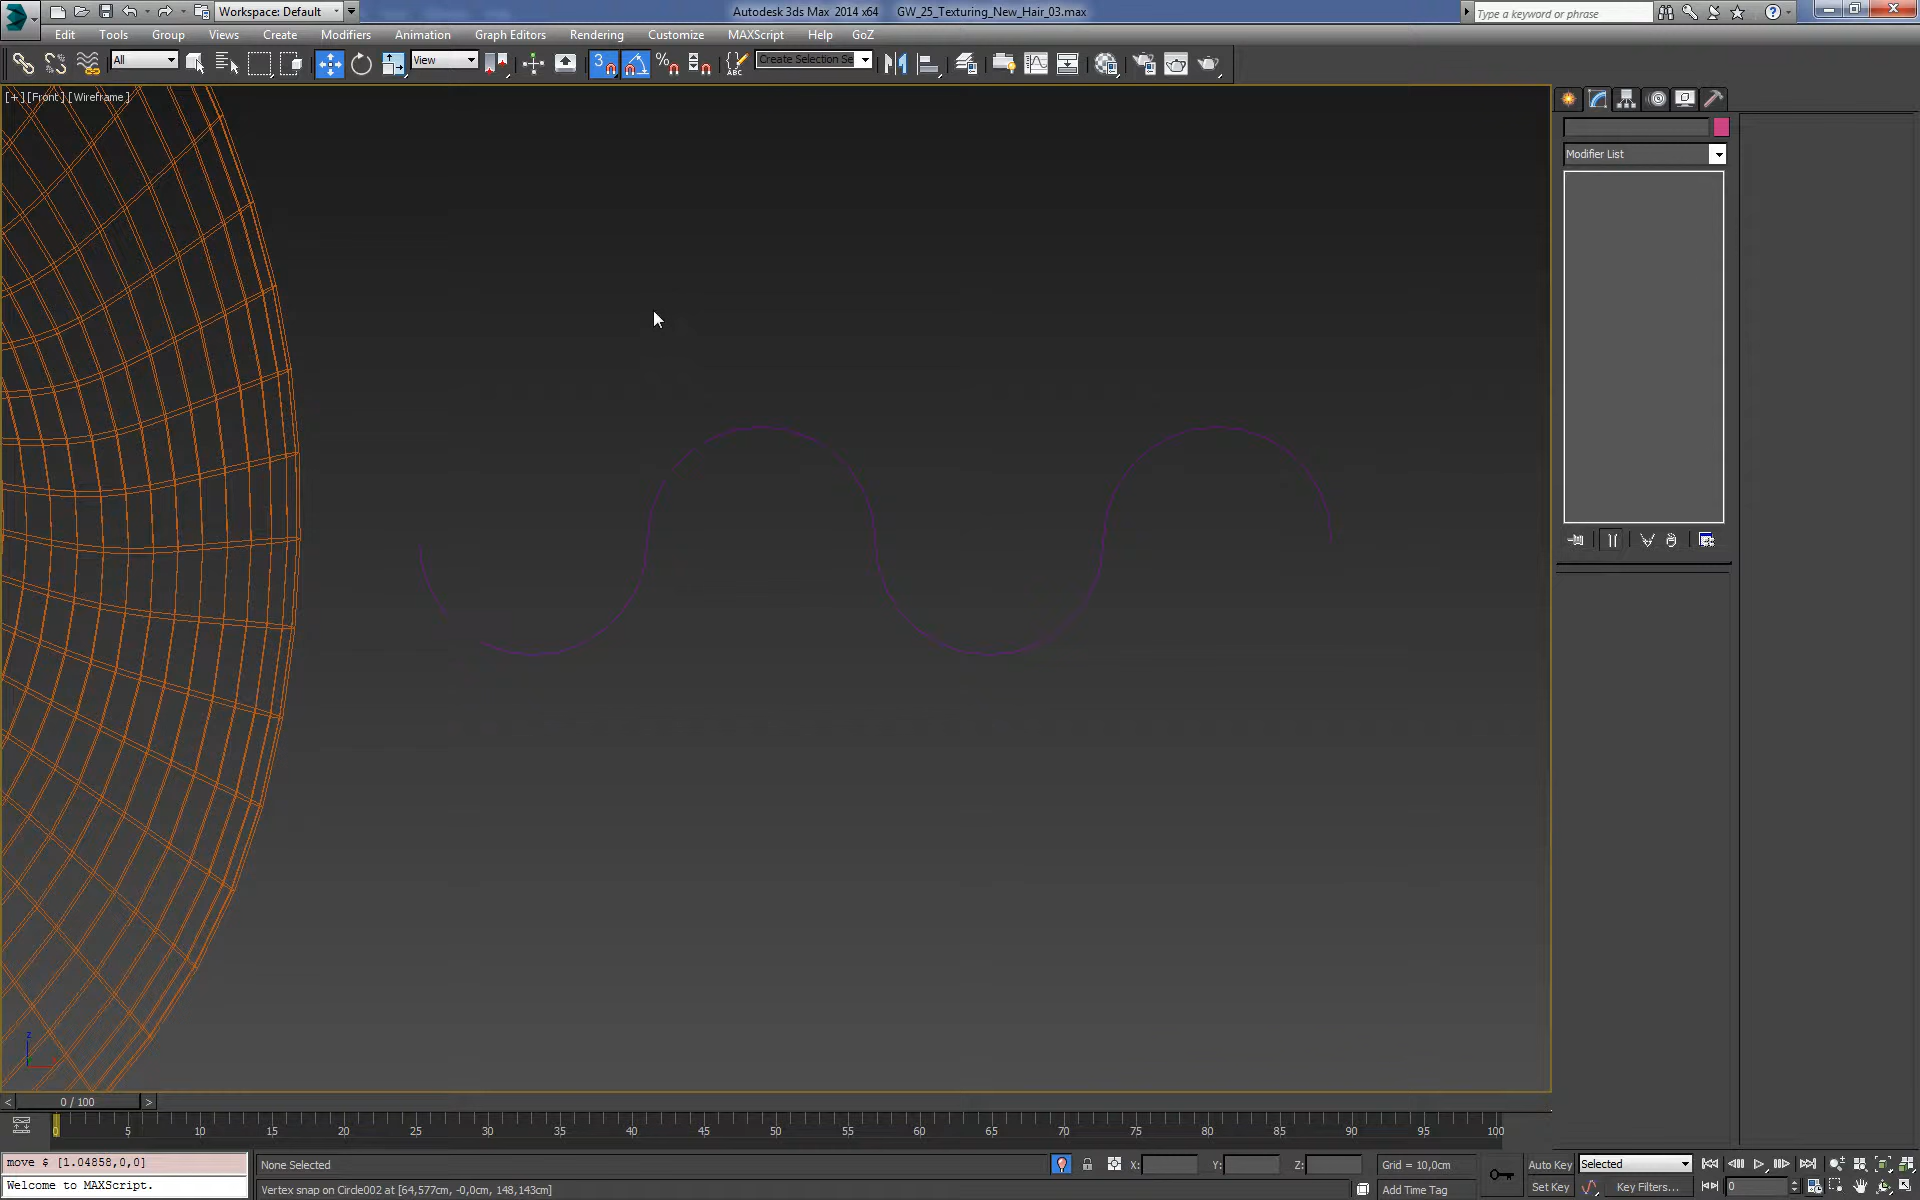 Workspace: Default
Autodesk 3ds Max 2014 x64 GW_25_Texturing_New_Hair_03.max
Type a keyword or phrase
Edit Tools Group Views Create Modifiers Animation Graph Editors Rendering Customize MAXScript Help GoZ
All View 3 % ABC Create Selection Se
[+][Front][Wireframe]
Modifier List
z
< 0 / 100 >
0 5 10 15 20 25 30 35 40 45 50 55 60 65 70 75 80 85 90 95 100
move $ [1.04858,0,0]
None Selected X: Y: Z: Grid = 10,0cm Auto Key Selected
Welcome to MAXScript.
Vertex snap on Circle002 at [64,577cm, -0,0cm, 148,143cm] Add Time Tag Set Key Key Filters... 0